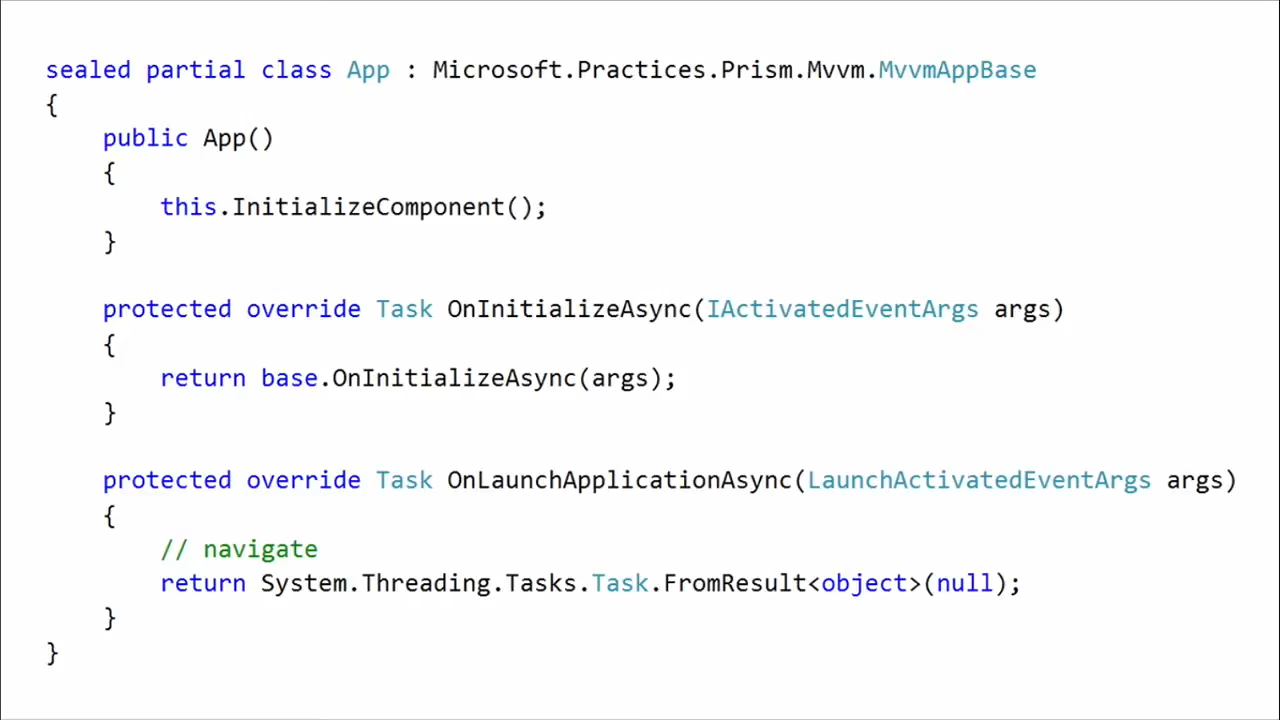 sealed partial class App : Microsoft.Practices.Prism.Mvvm.MvvmAppBase
{
    public App()
    {
        this.InitializeComponent();
    }

    protected override Task OnInitializeAsync(IActivatedEventArgs args)
    {
        return base.OnInitializeAsync(args);
    }

    protected override Task OnLaunchApplicationAsync(LaunchActivatedEventArgs args)
    {
        // navigate
        return System.Threading.Tasks.Task.FromResult<object>(null);
    }
}